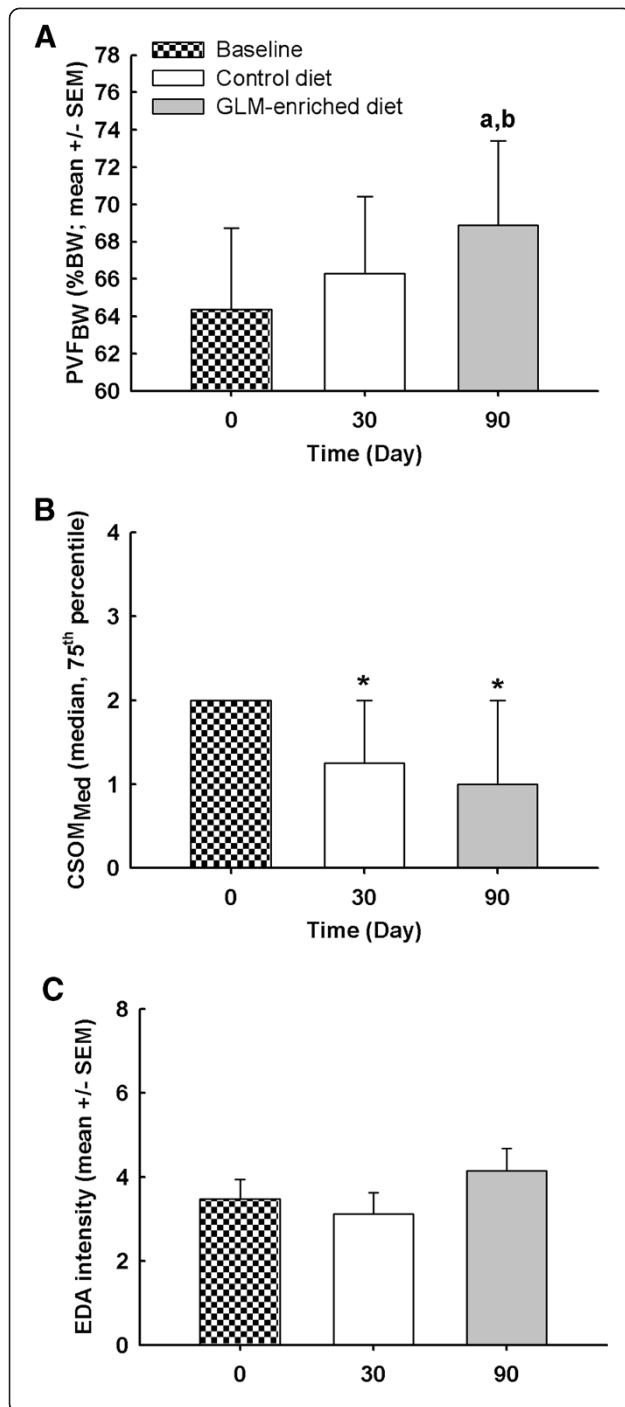 A
Baseline
Control diet
GLM-enriched diet
PVFBW (%BW; mean +/- SEM)
78
76
74
72
70
68
66
64
62
60
a,b
0 30 90
Time (Day)
B
CSOMMed (median, 75th percentile)
4
3
2
1
0
* *
0 30 90
Time (Day)
C
EDA intensity (mean +/- SEM)
8
6
4
2
0
0 30 90